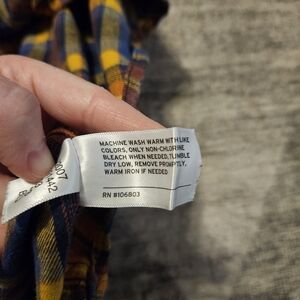 MACHINE WASH WARM WITH LIKE
COLORS, ONLY NON-CHLORINE
BLEACH WHEN NEEDED, TUMBLE
DRY LOW, REMOVE PROMPTLY,
WARM IRON IF NEEDED
RN #106803